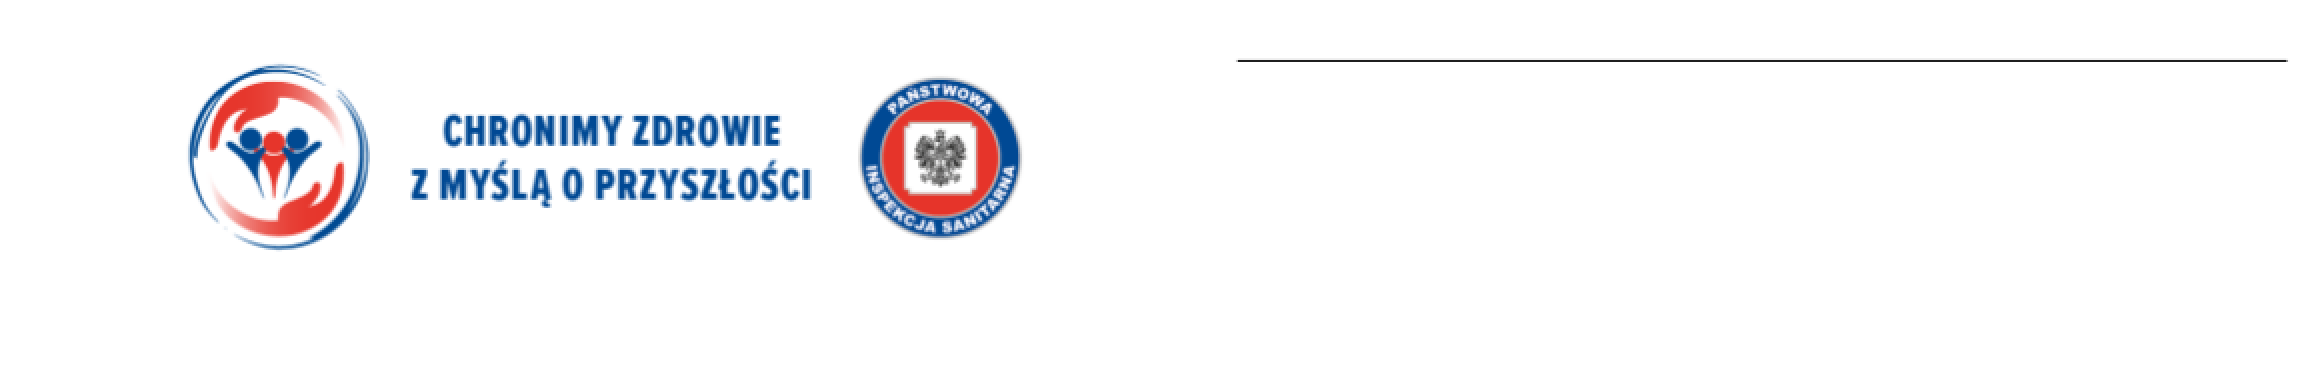 CHRONIMY ZDROWIE
Z MYŚLĄ O PRZYSZŁOŚCI
PAŃSTWOWA
INSPEKCJA SANITARNA